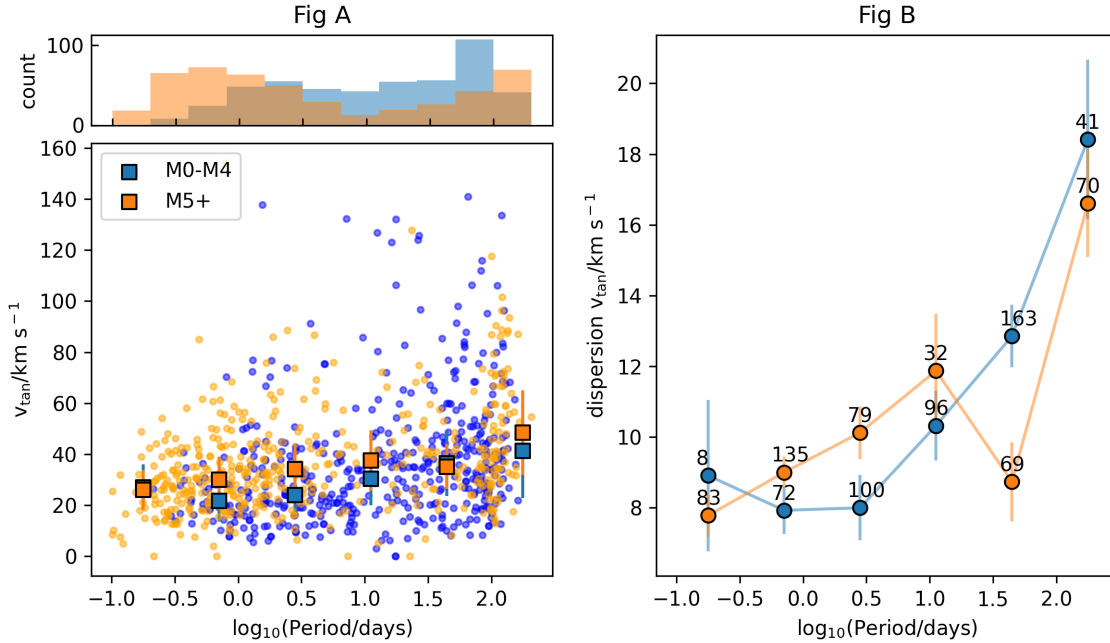 Fig A
Fig B
100
0
count
160
140
120
100
80
60
40
20
0
v_tan/km s⁻¹
M0-M4
M5+
−1.0 −0.5 0.0 0.5 1.0 1.5 2.0
log₁₀(Period/days)
20
18
16
14
12
10
8
dispersion v_tan/km s⁻¹
41
70
163
32
96
79
135
8
69
100
72
83
−1.0 −0.5 0.0 0.5 1.0 1.5 2.0
log₁₀(Period/days)